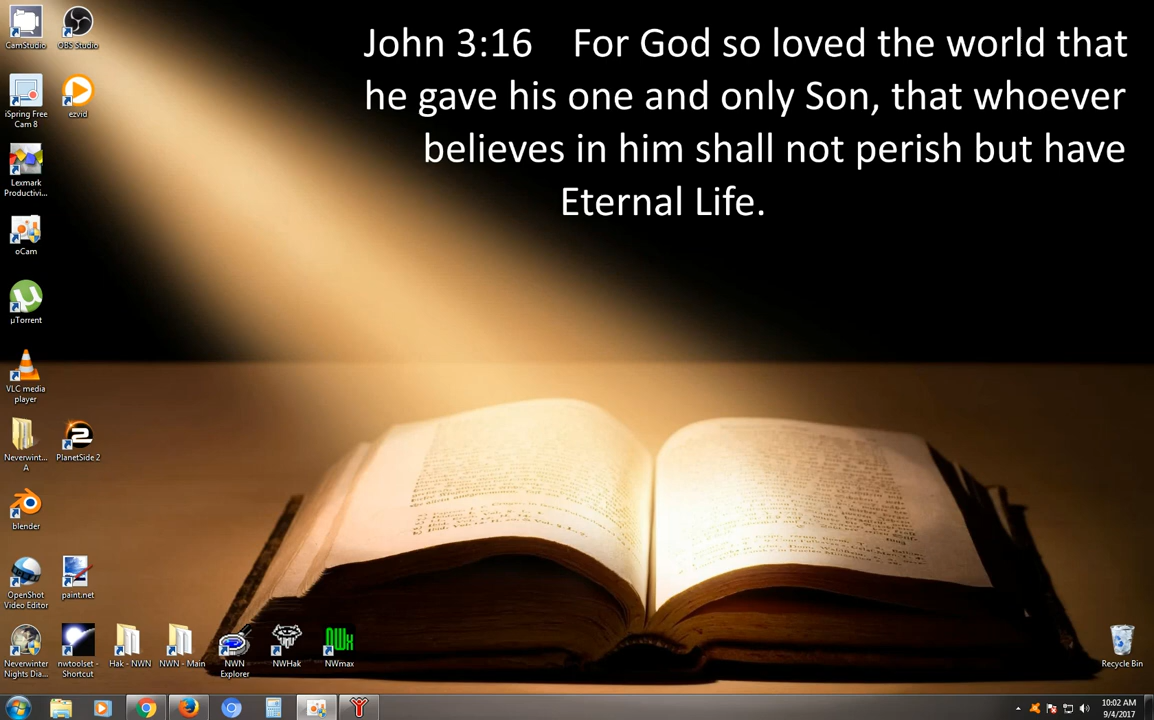 John 3:16 For God so loved the world that
he gave his one and only Son, that whoever
believes in him shall not perish but have
Eternal Life.
CamStudio
OBS Studio
iSpring Free
Cam 8
ezvid
Lexmark
Productivi...
oCam
µTorrent
VLC media
player
Neverwint...
A
PlanetSide 2
blender
OpenShot
Video Editor
paint.net
Neverwinter
Nights Dia...
nwtoolset -
Shortcut
Hak - NWN
NWN - Main
NWN
Explorer
NWHak
NWx
NWmax
Recycle Bin
10:02 AM
9/4/2017